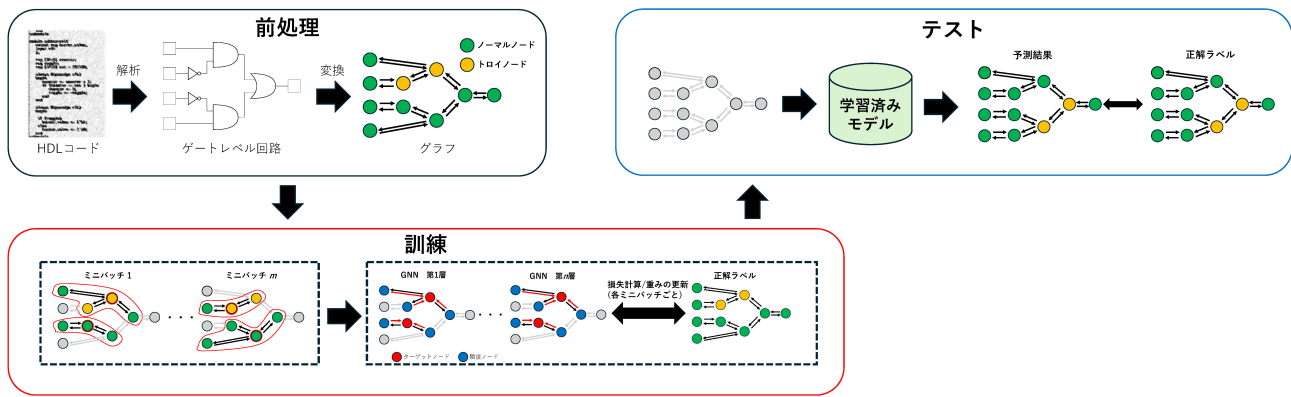 前処理
ノーマルノード
トロイノード
解析
変換
HDLコード
ゲートレベル回路
グラフ
テスト
予測結果
正解ラベル
学習済み
モデル
訓練
ミニバッチ 1
ミニバッチ m
GNN 第1層
GNN 第n層
損失計算/重みの更新
(各ミニバッチごと)
正解ラベル
ターゲットノード
隣接ノード